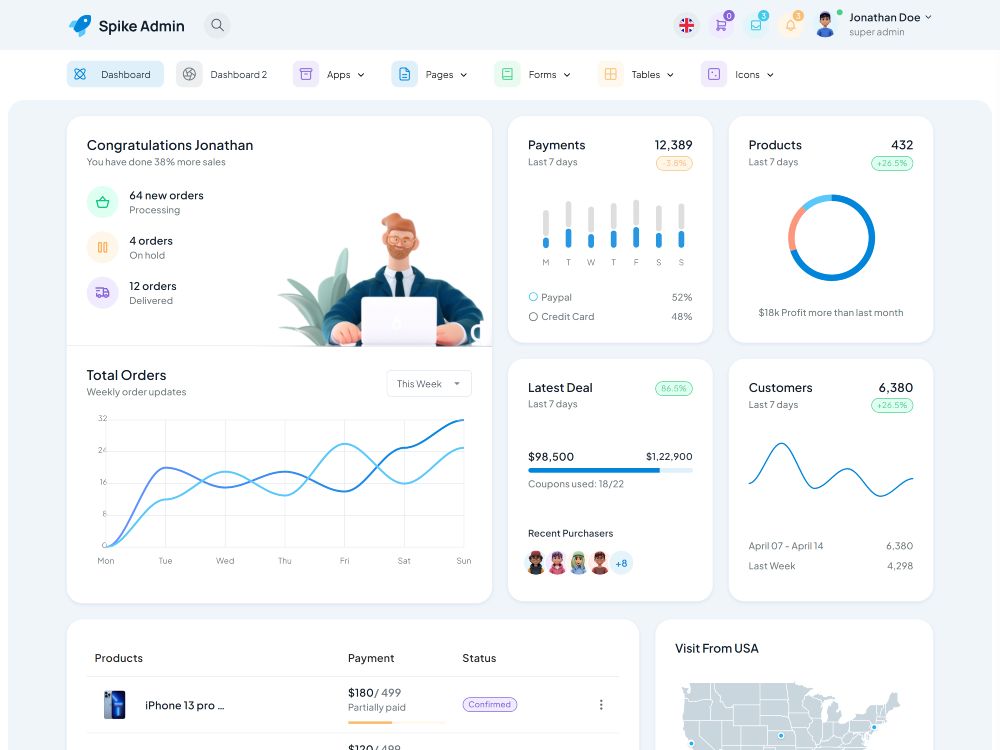 Spike Admin
0
3
3
Jonathan Doe
super admin
Dashboard
Dashboard 2
Apps
Pages
Forms
Tables
Icons
Congratulations Jonathan
You have done 38% more sales
64 new orders
Processing
4 orders
On hold
12 orders
Delivered
Total Orders
Weekly order updates
This Week
32
24
16
8
0
Mon Tue Wed Thu Fri Sat Sun
Payments 12,389
Last 7 days -3.8%
M T W T F S S
Paypal 52%
Credit Card 48%
Products 432
Last 7 days +26.5%
$18k Profit more than last month
Latest Deal 86.5%
Last 7 days
$98,500 $1,22,900
Coupons used: 18/22
Recent Purchasers
+8
Customers 6,380
Last 7 days +26.5%
April 07 - April 14 6,380
Last Week 4,298
Products Payment Status
iPhone 13 pro ...
$180/ 499
Partially paid
Confirmed
$120/ 499
Visit From USA